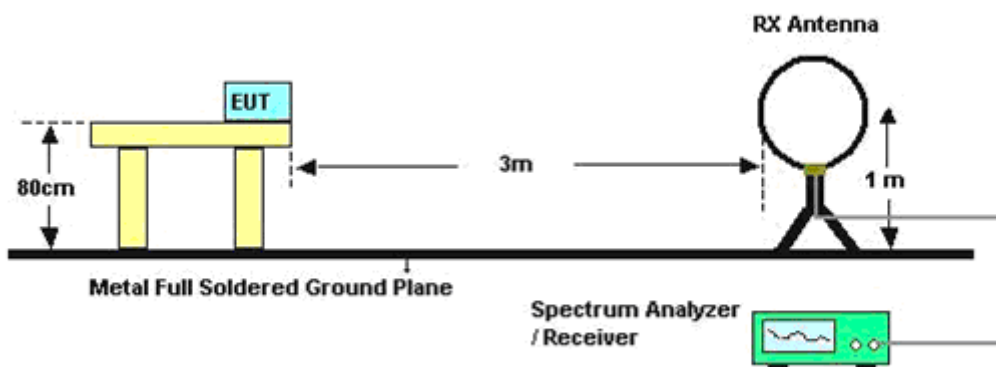 RX Antenna
EUT
3m
80cm
1 m
Metal Full Soldered Ground Plane
Spectrum Analyzer
/ Receiver